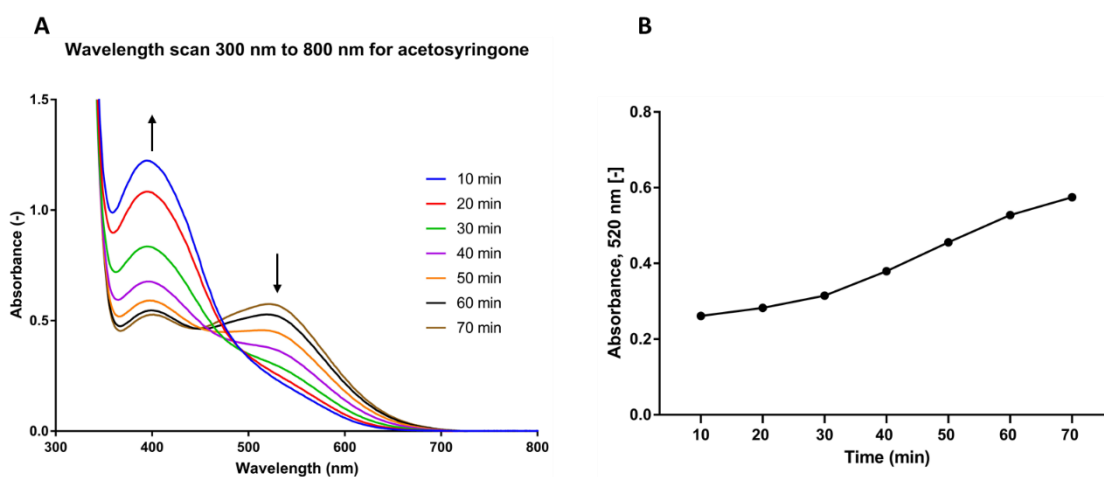 A
Wavelength scan 300 nm to 800 nm for acetosyringone
Absorbance (-)
1.5
1.0
0.5
0.0
300
400
500
600
700
800
Wavelength (nm)
10 min
20 min
30 min
40 min
50 min
60 min
70 min
B
Absorbance, 520 nm [-]
0.8
0.6
0.4
0.2
0.0
10
20
30
40
50
60
70
Time (min)